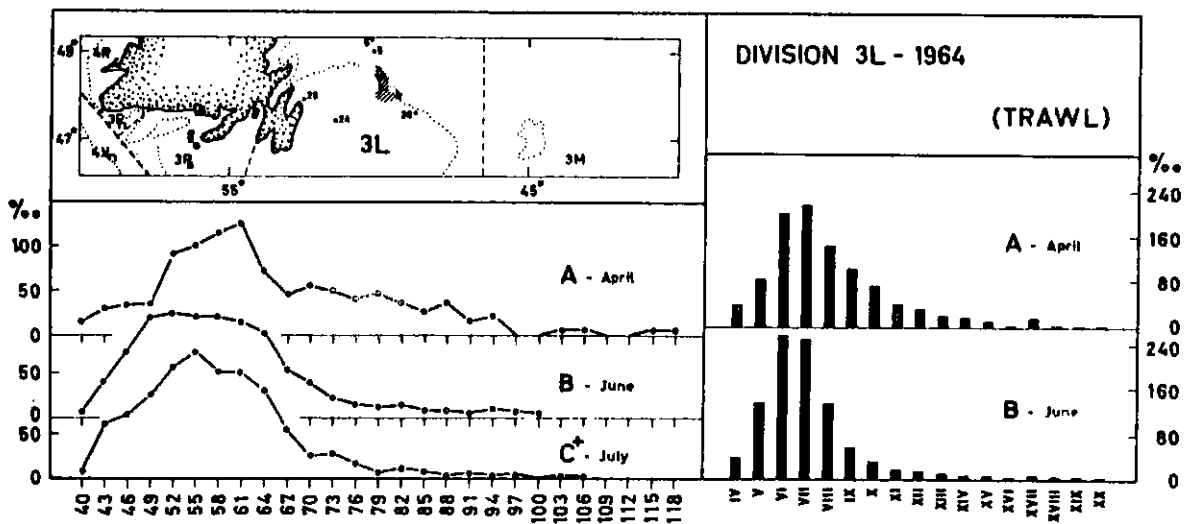 DIVISION 3L - 1964
(TRAWL)
48°
47°
4R
3P
3P
3L
3M
28
24
55°
45°
‰
100
50
0
A - April
B - June
0
50
0
C+ - July
40 43 46 49 52 55 58 61 64 67 70 73 76 79 82 85 88 91 94 97 100 103 106 109 112 115 118
‰
240
160
80
0
A - April
240
160
80
0
B - June
IV V VI VII VIII IX X XI XII XIII XIV XV XVI XVII XVIII XIX XX